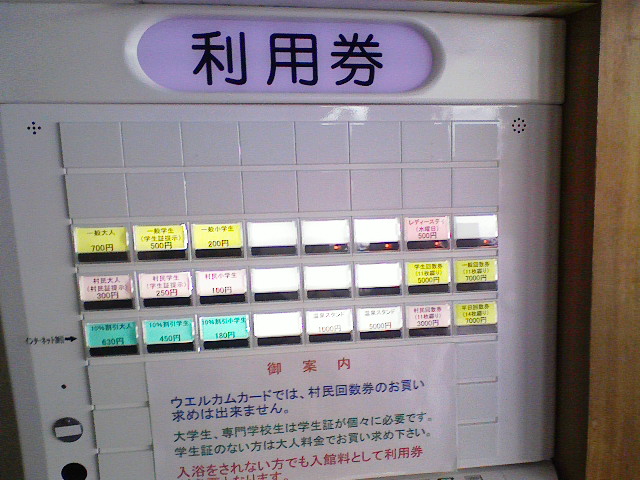 利用券
一般大人
700円
一般学生
(学生証提示)
500円
一般小学生
200円
レディースデイ
(水曜日)
500円
村民大人
(村民証提示)
300円
村民学生
(学生証提示)
250円
村民小学生
100円
学生回数券
(11枚綴り)
5000円
一般回数券
(11枚綴り)
7000円
インターネット割引
10%割引大人
630円
10%割引学生
450円
10%割引小学生
180円
1000円
5000円
村民回数券
(11枚綴り)
3000円
平日回数券
(14枚綴り)
7000円
御案内
ウエルカムカードでは、村民回数券のお買い
求めは出来ません。
大学生、専門学校生は学生証が個々に必要です。
学生証のない方は大人料金でお買い求め下さい。
入浴をされない方でも入館料として利用券